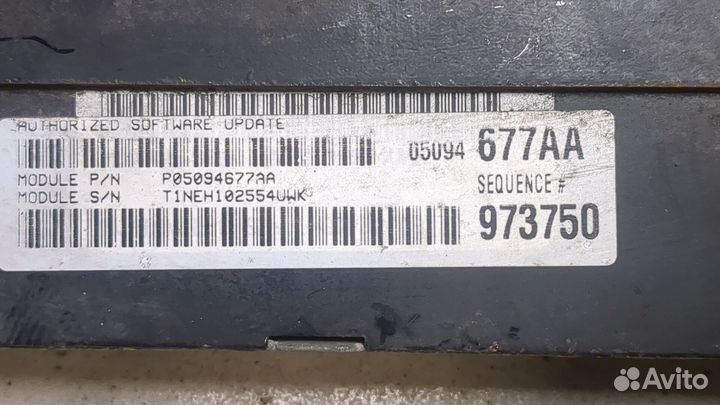 AUTHORIZED SOFTWARE UPDATE
05094 677AA
MODULE P/N P05094677AA
MODULE S/N T1NEH102554UWK
SEQUENCE #
973750
Avito